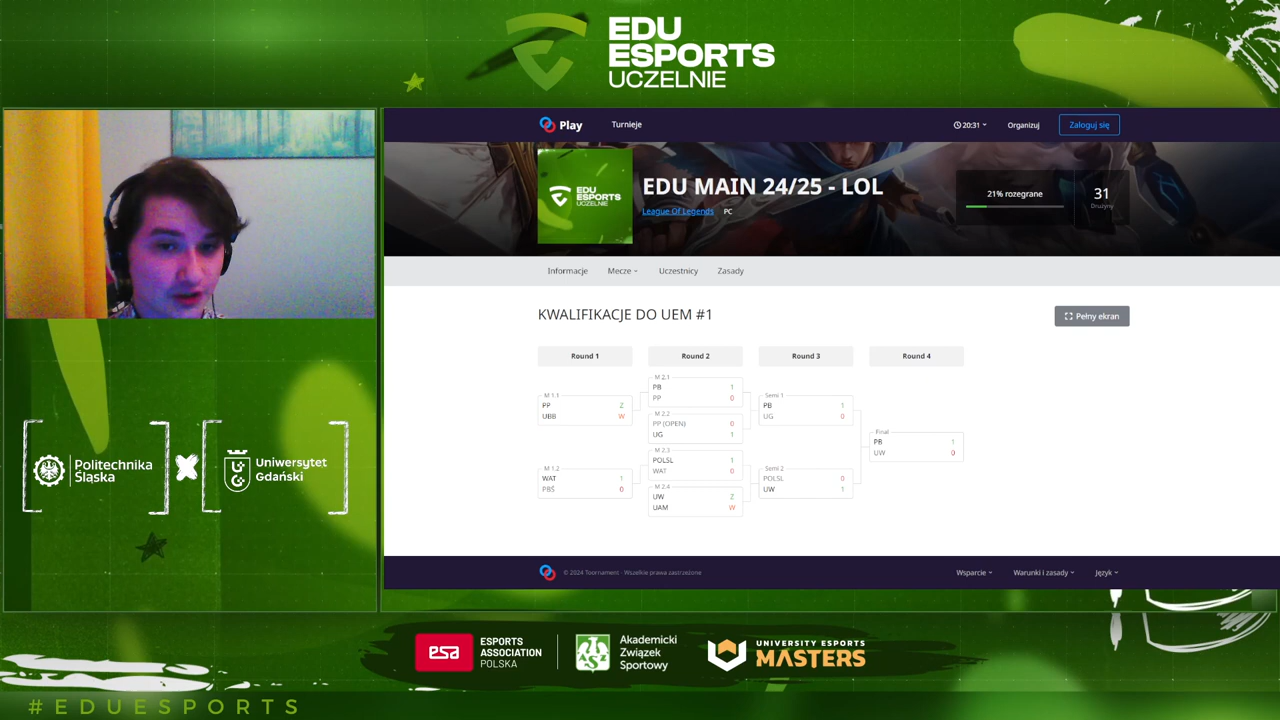 EDU
ESPORTS
UCZELNIE
Play
Turnieje
20:31
Organizuj
Zaloguj się
EDU
ESPORTS
UCZELNIE
EDU MAIN 24/25 - LOL
League Of Legends
PC
21% rozegrane
31
Drużyny
Informacje
Mecze
Uczestnicy
Zasady
KWALIFIKACJE DO UEM #1
Pełny ekran
Round 1
Round 2
Round 3
Round 4
M 1.1
PP Z
UBB W
M 1.2
WAT 1
PBŚ 0
M 2.1
PB 1
PP 0
M 2.2
PP (OPEN) 0
UG 1
M 2.3
POLSL 1
WAT 0
M 2.4
UW Z
UAM W
Semi 1
PB 1
UG 0
Semi 2
POLSL 0
UW 1
Final
PB 1
UW 0
© 2024 Toornament · Wszelkie prawa zastrzeżone
Wsparcie
Warunki i zasady
Język
Politechnika
Śląska
Uniwersytet
Gdański
esa
ESPORTS
ASSOCIATION
POLSKA
AZS
Akademicki
Związek
Sportowy
UNIVERSITY ESPORTS
MASTERS
#EDUESPORTS